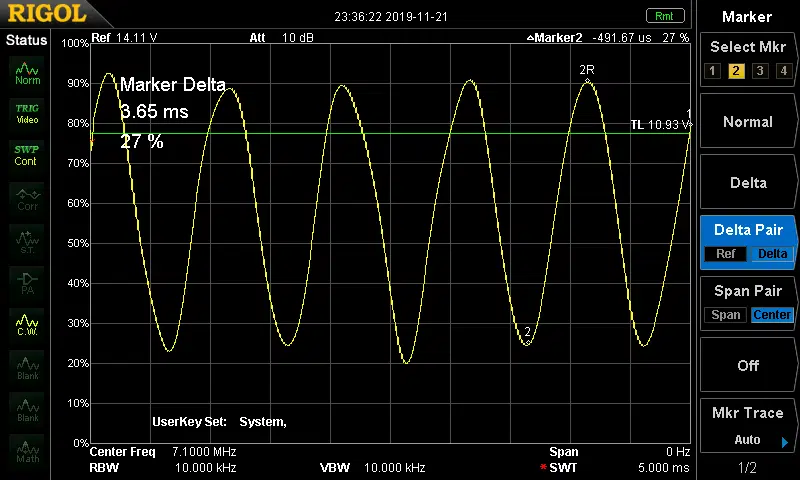 RIGOL
23:36:22 2019-11-21
Rmt
Marker
Status
Ref 14.11 V
Att 10 dB
Marker2 -491.67 us 27 %
Select Mkr
1 2 3 4
Norm
TRIG
Video
SWP
Cont
Corr
S.T.
PA
C.W.
Blank
Blank
Math
100%
90%
80%
70%
60%
50%
40%
30%
20%
10%
0%
Marker Delta
3.65 ms
27 %
2R
1
TL 10.93 V
2
UserKey Set: System,
Normal
Delta
Delta Pair
Ref Delta
Span Pair
Span Center
Off
Mkr Trace
Auto
1/2
Center Freq 7.1000 MHz
Span 0 Hz
RBW 10.000 kHz
VBW 10.000 kHz
*SWT 5.000 ms